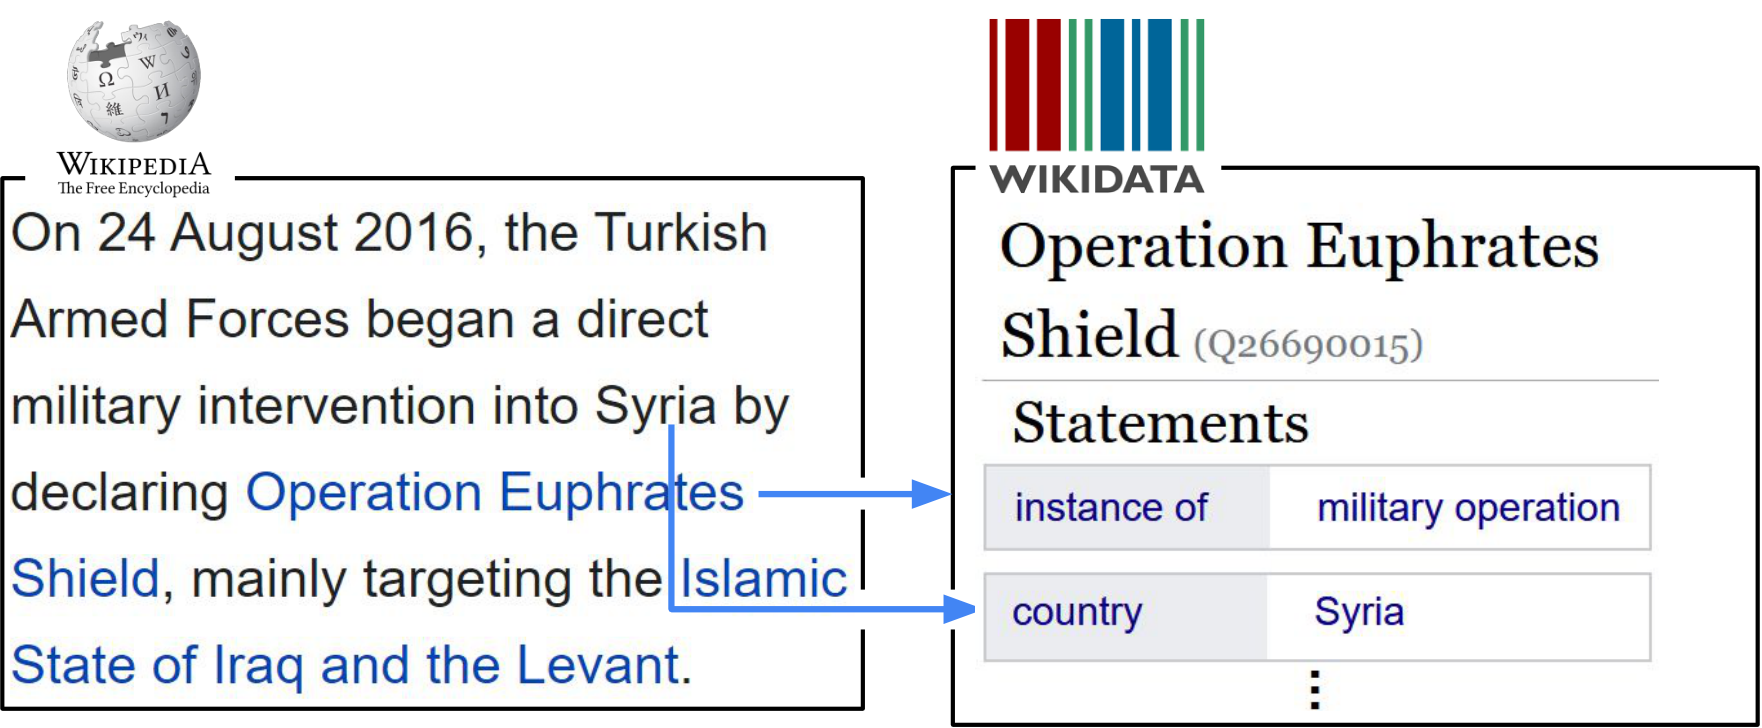 WIKIPEDIA
The Free Encyclopedia
On 24 August 2016, the Turkish
Armed Forces began a direct
military intervention into Syria by
declaring Operation Euphrates
Shield, mainly targeting the Islamic
State of Iraq and the Levant.
WIKIDATA
Operation Euphrates
Shield (Q26690015)
Statements
instance of military operation
country Syria